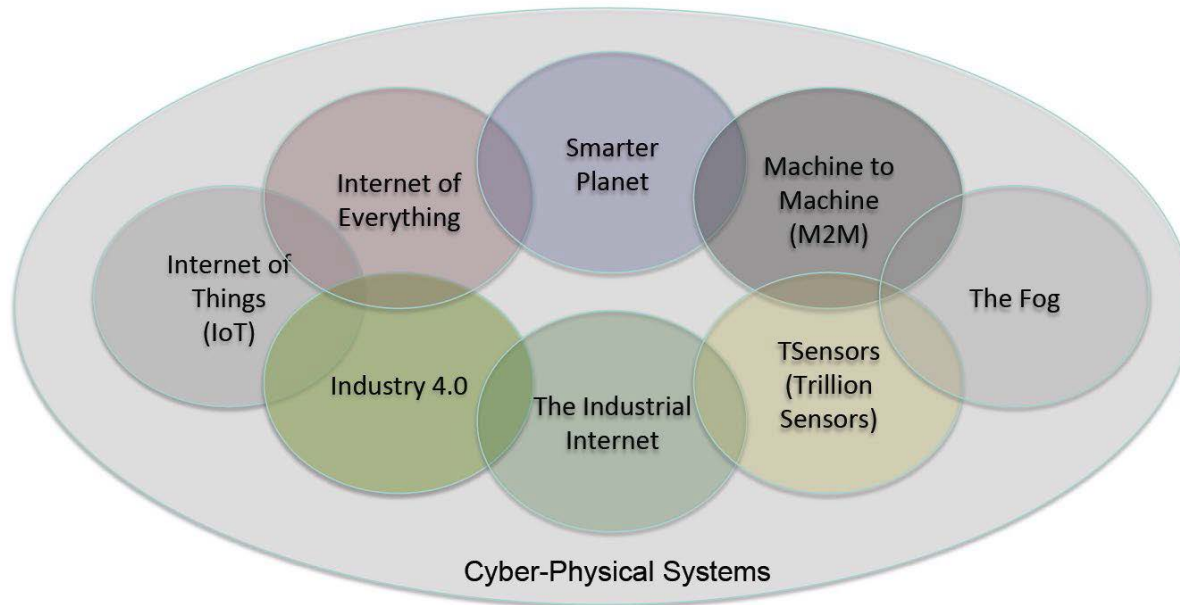 Smarter
Planet
Machine to
Machine
(M2M)
Internet of
Everything
Internet of
Things
(IoT)
The Fog
TSensors
(Trillion
Sensors)
Industry 4.0
The Industrial
Internet
Cyber-Physical Systems